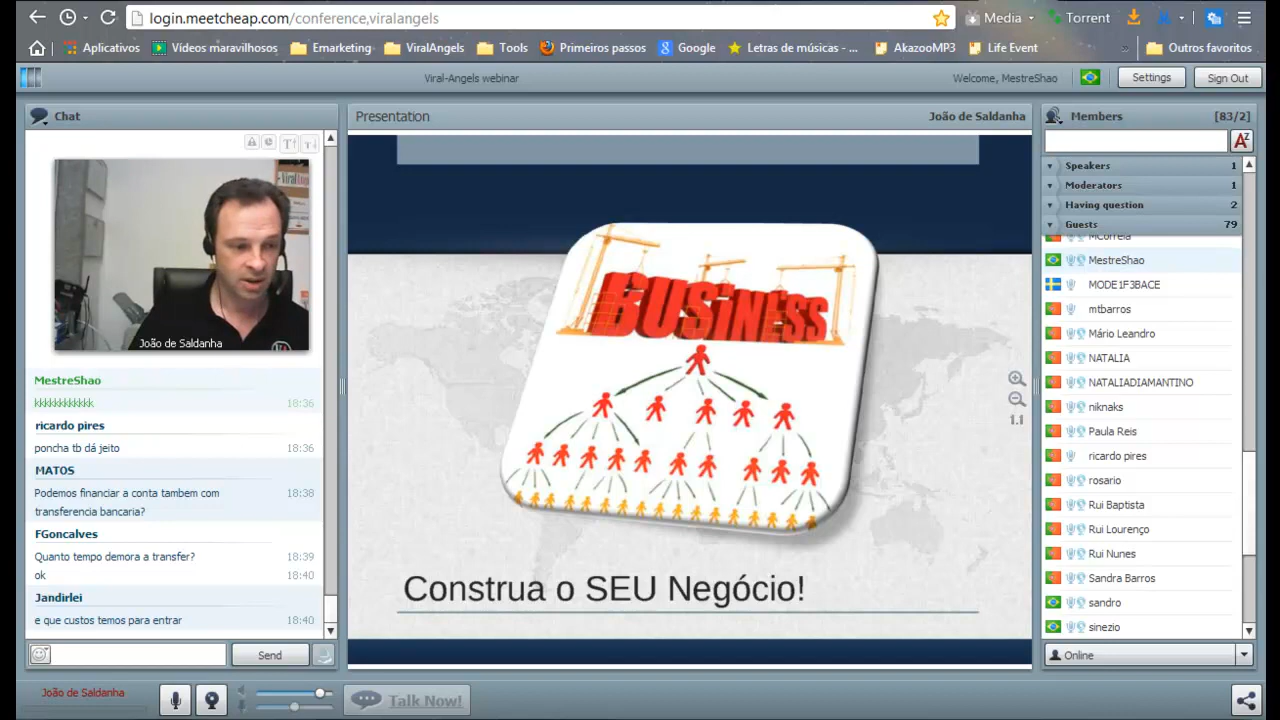 login.meetcheap.com/conference,viralangels
Media
Torrent
Aplicativos
Vídeos maravilhosos
Emarketing
ViralAngels
Tools
Primeiros passos
Google
Letras de músicas - ...
AkazooMP3
Life Event
»
Outros favoritos
Viral-Angels webinar
Welcome, MestreShao
Settings
Sign Out
Chat
João de Saldanha
MestreShao
kkkkkkkkkkk 18:36
ricardo pires
poncha tb dá jeito 18:36
MATOS
Podemos financiar a conta tambem com 18:38
transferencia bancaria?
FGoncalves
Quanto tempo demora a transfer? 18:39
ok 18:40
Jandirlei
e que custos temos para entrar 18:40
Send
Presentation
João de Saldanha
BUSINESS
Construa o SEU Negócio!
1.1
Members [83/2]
AZ
Speakers 1
Moderators 1
Having question 2
Guests 79
MCorreia
MestreShao
MODE1F3BACE
mtbarros
Mário Leandro
NATALIA
NATALIADIAMANTINO
niknaks
Paula Reis
ricardo pires
rosario
Rui Baptista
Rui Lourenço
Rui Nunes
Sandra Barros
sandro
sinezio
Online
João de Saldanha
Talk Now!